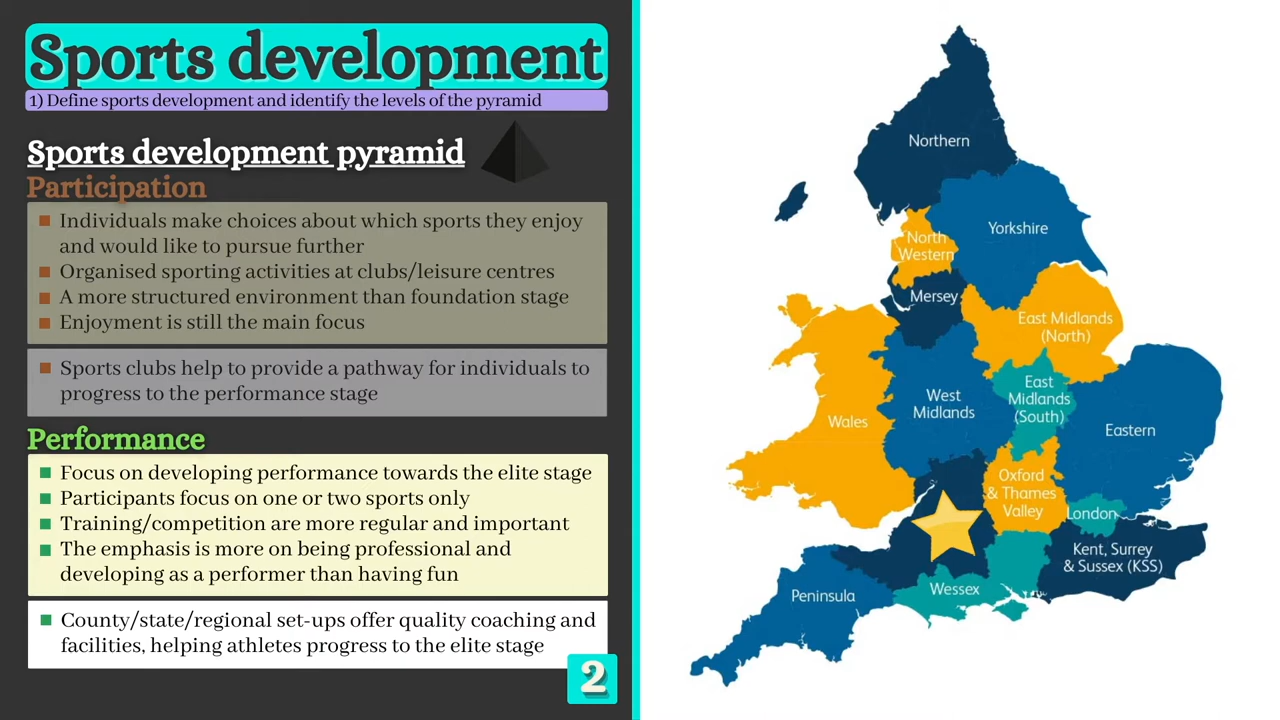 Sports development
1) Define sports development and identify the levels of the pyramid
Sports development pyramid
Participation
Individuals make choices about which sports they enjoy
and would like to pursue further
Organised sporting activities at clubs/leisure centres
A more structured environment than foundation stage
Enjoyment is still the main focus
Sports clubs help to provide a pathway for individuals to
progress to the performance stage
Performance
Focus on developing performance towards the elite stage
Participants focus on one or two sports only
Training/competition are more regular and important
The emphasis is more on being professional and
developing as a performer than having fun
County/state/regional set-ups offer quality coaching and
facilities, helping athletes progress to the elite stage
2
Northern
Yorkshire
North
Western
Mersey
East Midlands
(North)
East
Midlands
(South)
West
Midlands
Wales
Eastern
Oxford
& Thames
Valley
London
Kent, Surrey
& Sussex (KSS)
Wessex
Peninsula